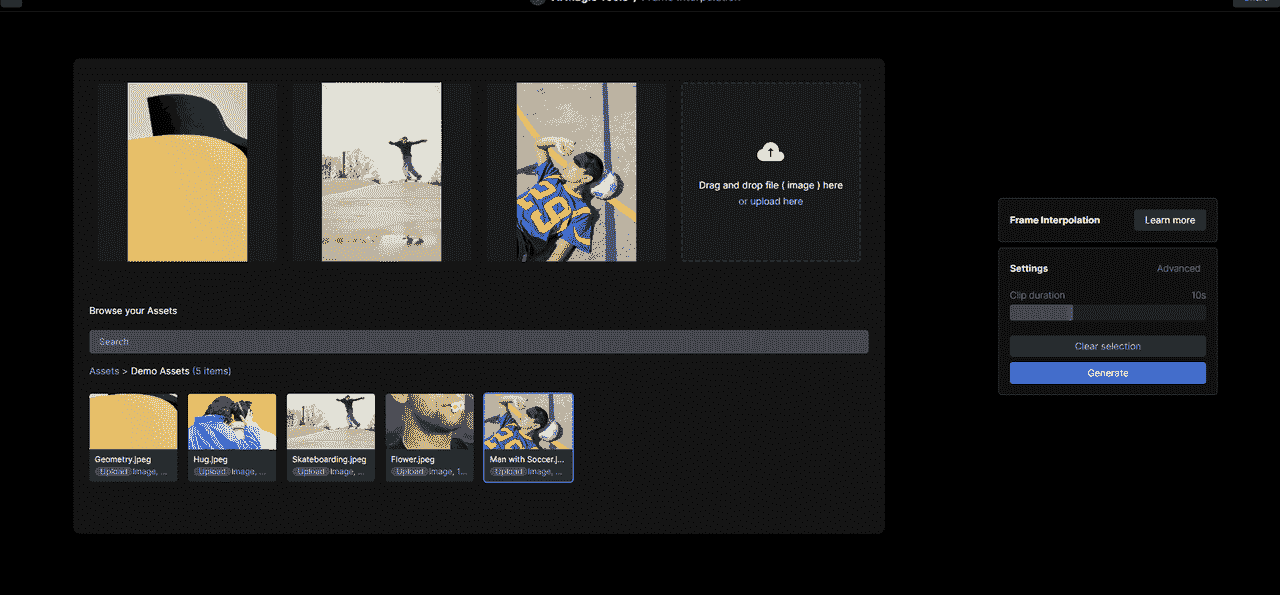 Drag and drop file ( image ) here
or upload here
Frame Interpolation
Learn more
Settings
Advanced
Clip duration
10s
Clear selection
Generate
Browse your Assets
Search
Assets > Demo Assets (5 items)
Geometry.jpeg
Upload Image, ...
Hug.jpeg
Upload Image, ...
Skateboarding.jpeg
Upload Image, ...
Flower.jpeg
Upload Image, 1...
Man with Soccer.j...
Upload Image, ...